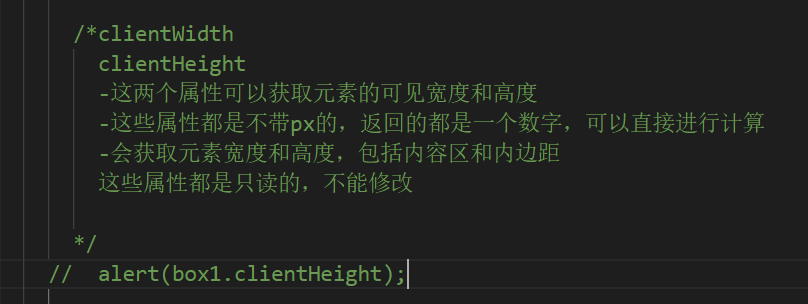 /*clientWidth
clientHeight
-这两个属性可以获取元素的可见宽度和高度
-这些属性都是不带px的，返回的都是一个数字，可以直接进行计算
-会获取元素宽度和高度，包括内容区和内边距
这些属性都是只读的，不能修改
*/
// alert(box1.clientHeight);